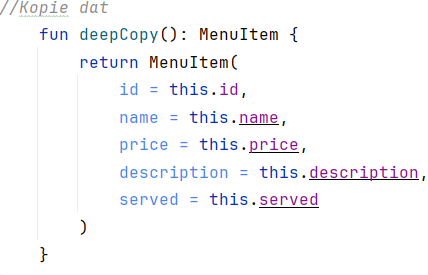 //Kopie dat
fun deepCopy(): MenuItem {
return MenuItem(
id = this.id,
name = this.name,
price = this.price,
description = this.description,
served = this.served
)
}